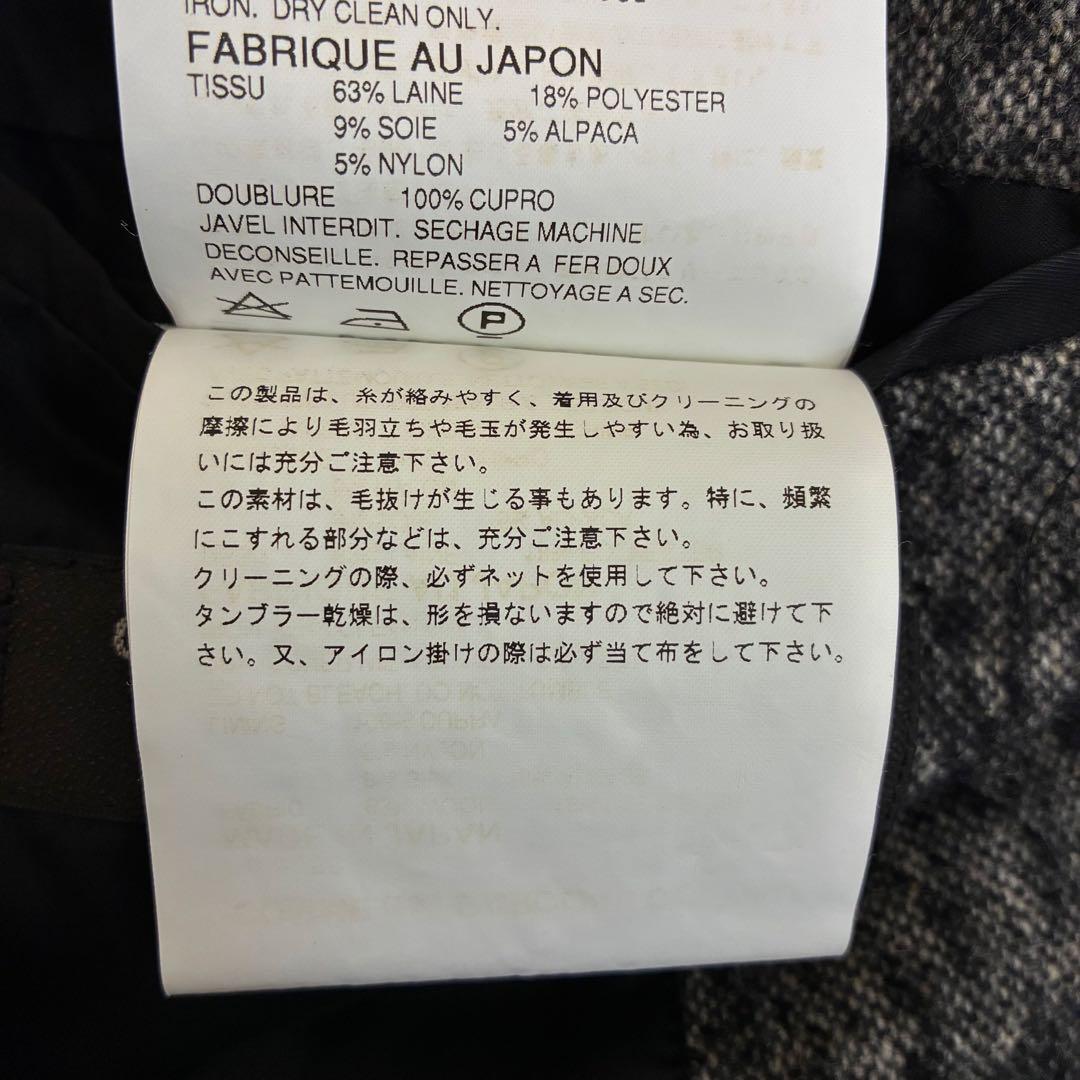 IRON. DRY CLEAN ONLY.
FABRIQUE AU JAPON
TISSU 63% LAINE 18% POLYESTER
9% SOIE 5% ALPACA
5% NYLON
DOUBLURE 100% CUPRO
JAVEL INTERDIT. SECHAGE MACHINE
DECONSEILLE. REPASSER A FER DOUX
AVEC PATTEMOUILLE. NETTOYAGE A SEC.
P
この製品は、糸が絡みやすく、着用及びクリーニングの
摩擦により毛羽立ちや毛玉が発生しやすい為、お取り扱
いには充分ご注意下さい。
この素材は、毛抜けが生じる事もあります。特に、頻繁
にこすれる部分などは、充分ご注意下さい。
クリーニングの際、必ずネットを使用して下さい。
タンブラー乾燥は、形を損ないますので絶対に避けて下
さい。又、アイロン掛けの際は必ず当て布をして下さい。